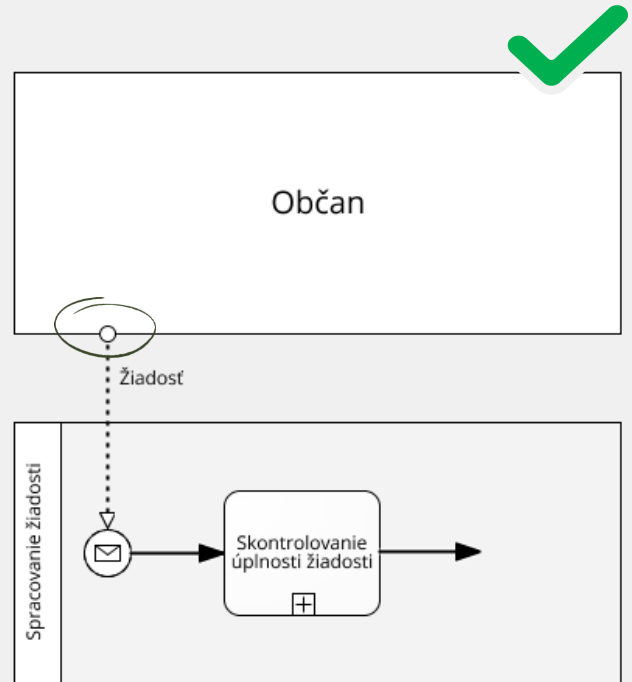 Občan
Žiadosť
Spracovanie žiadosti
Skontrolovanie
úplnosti žiadosti